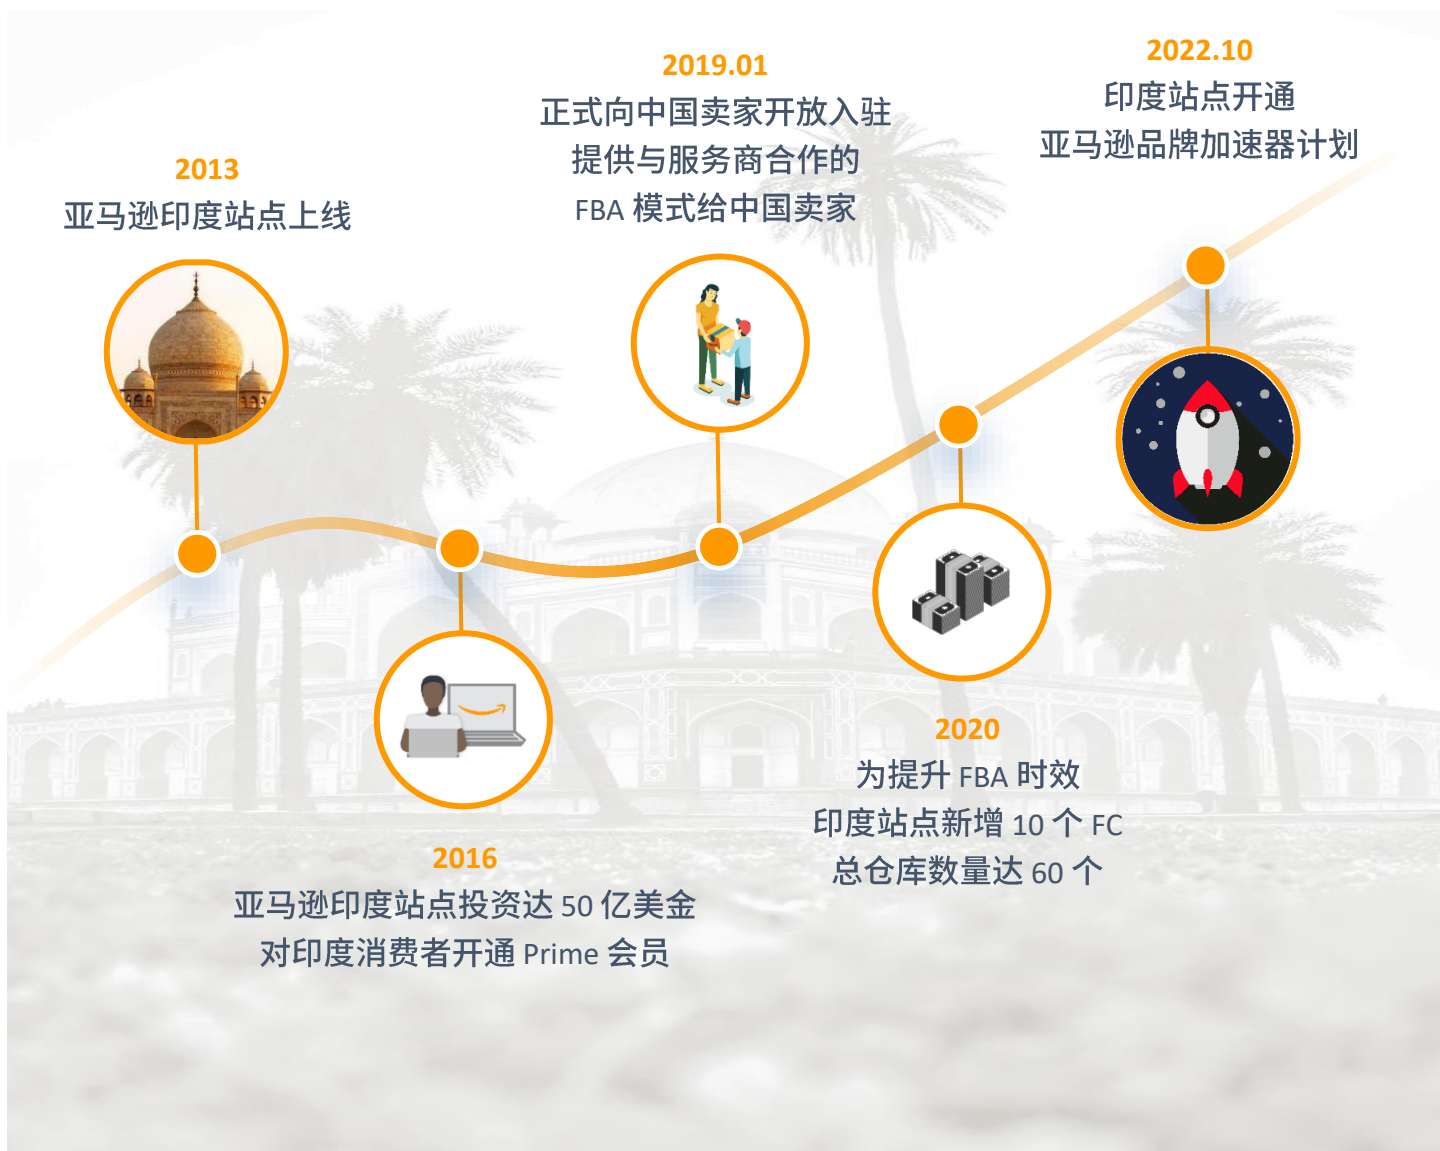 2013
亚马逊印度站点上线
2016
亚马逊印度站点投资达 50 亿美金
对印度消费者开通 Prime 会员
2019.01
正式向中国卖家开放入驻
提供与服务商合作的
FBA 模式给中国卖家
2020
为提升 FBA 时效
印度站点新增 10 个 FC
总仓库数量达 60 个
2022.10
印度站点开通
亚马逊品牌加速器计划